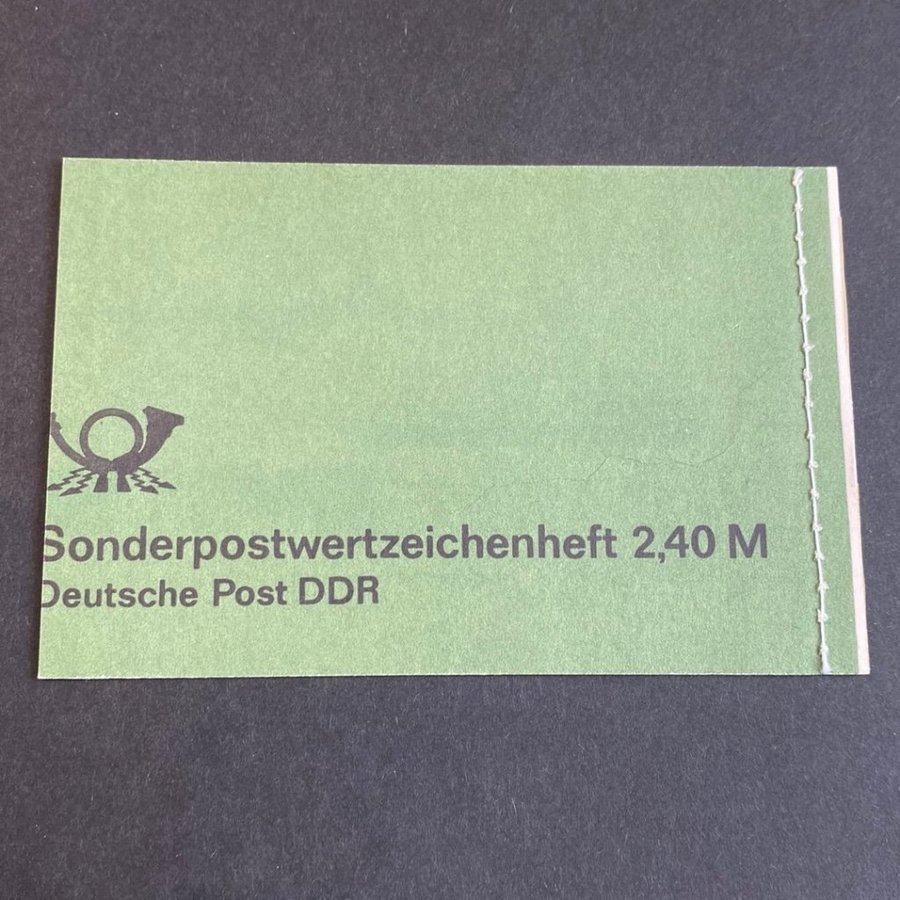 Sonderpostwertzeichenheft 2,40 M
Deutsche Post DDR